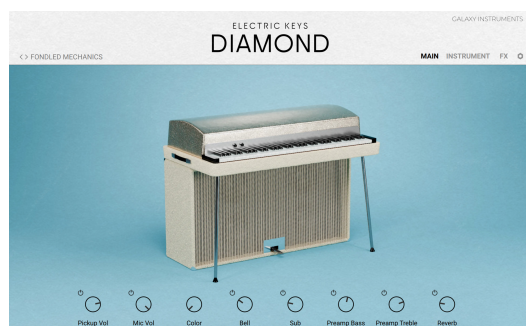 GALAXY INSTRUMENTS
ELECTRIC KEYS
DIAMOND
<> FONDLED MECHANICS
MAIN INSTRUMENT FX
Pickup Vol Mic Vol Color Bell Sub Preamp Bass Preamp Treble Reverb